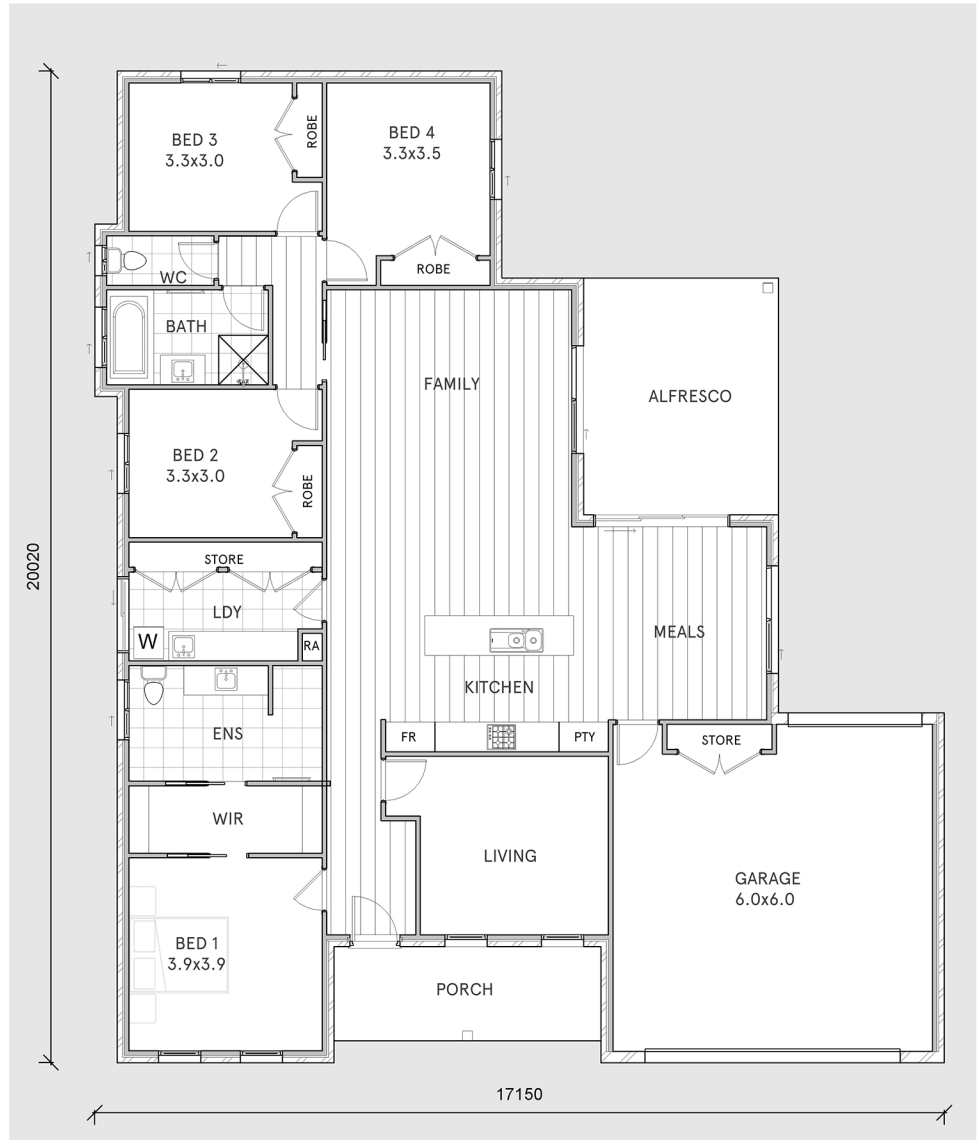 BED 3
3.3x3.0
ROBE
BED 4
3.3x3.5
ROBE
WC
BATH
FAMILY
ALFRESCO
BED 2
3.3x3.0
ROBE
STORE
LDY
W
RA
MEALS
KITCHEN
ENS
FR
PTY
STORE
WIR
LIVING
GARAGE
6.0x6.0
BED 1
3.9x3.9
PORCH
20020
17150